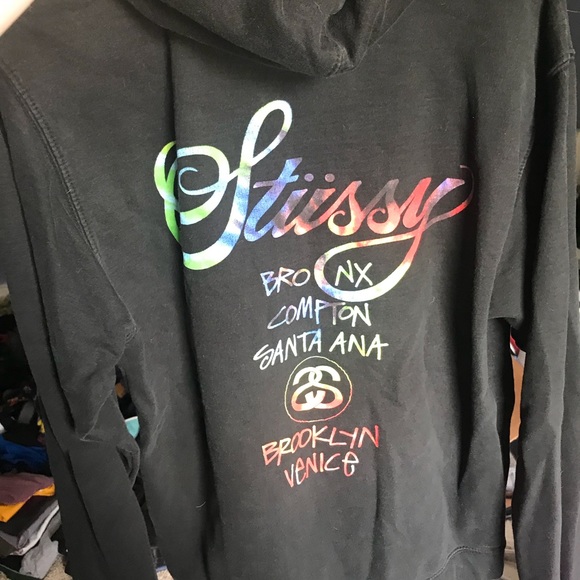 Stüssy
BRONX
COMPTON
SANTA ANA
SS
BROOKLYN
VENICE